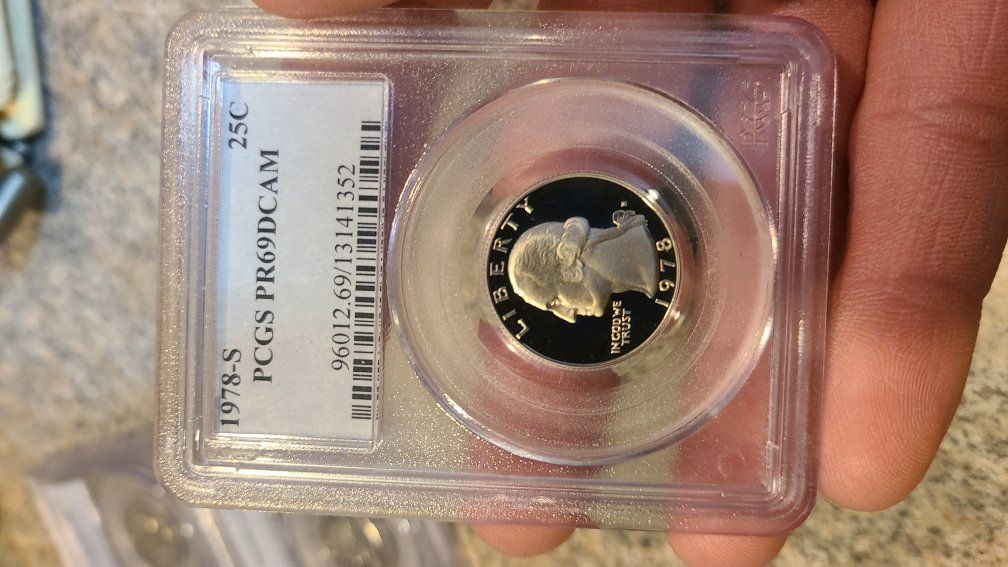 1978-S 25C
PCGS PR69DCAM
96012.69/13141352
LIBERTY
IN GOD WE
TRUST
S
1978